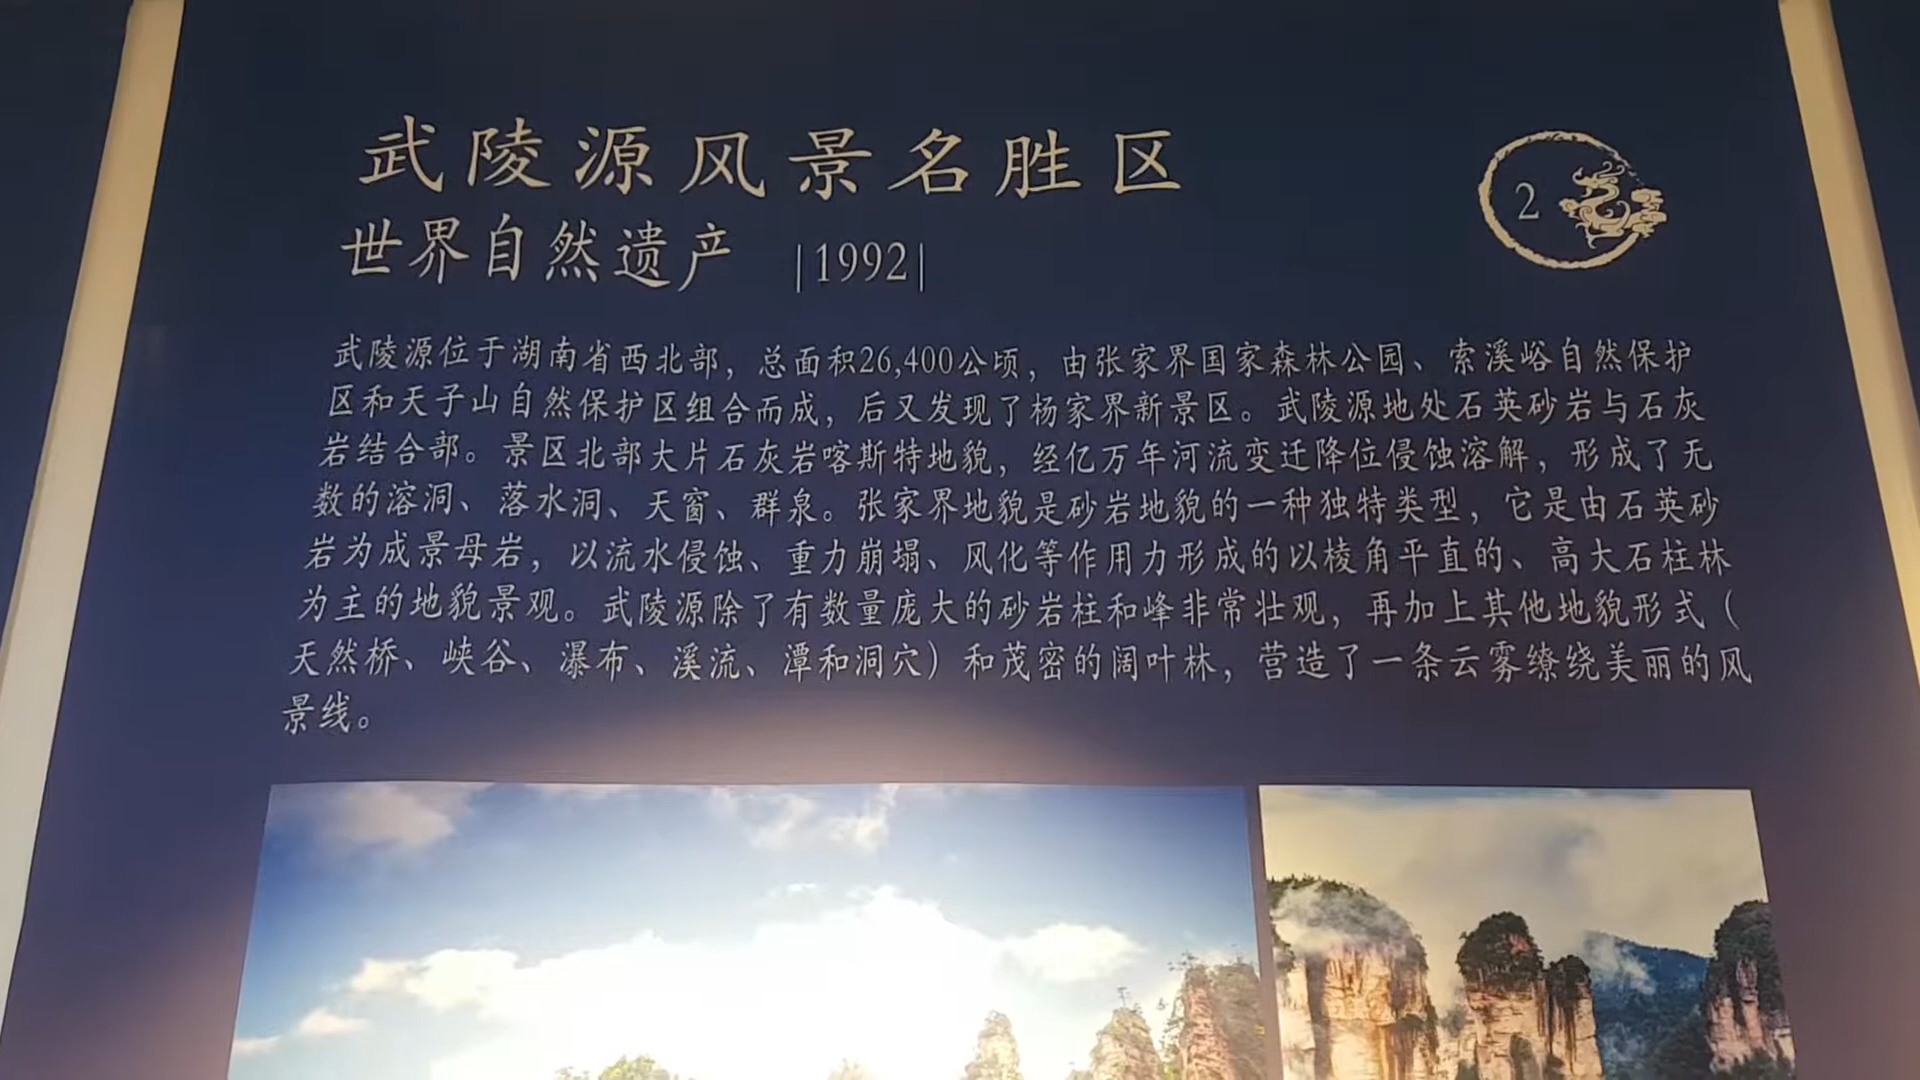 武陵源风景名胜区
2
世界自然遗产 |1992|
武陵源位于湖南省西北部，总面积26,400公顷，由张家界国家森林公园、索溪峪自然保护
区和天子山自然保护区组合而成，后又发现了杨家界新景区。武陵源地处石英砂岩与石灰
岩结合部。景区北部大片石灰岩喀斯特地貌，经亿万年河流变迁降位侵蚀溶解，形成了无
数的溶洞、落水洞、天窗、群泉。张家界地貌是砂岩地貌的一种独特类型，它是由石英砂
岩为成景母岩，以流水侵蚀、重力崩塌、风化等作用力形成的以棱角平直的、高大石柱林
为主的地貌景观。武陵源除了有数量庞大的砂岩柱和峰非常壮观，再加上其他地貌形式（
天然桥、峡谷、瀑布、溪流、潭和洞穴）和茂密的阔叶林，营造了一条云雾缭绕美丽的风
景线。